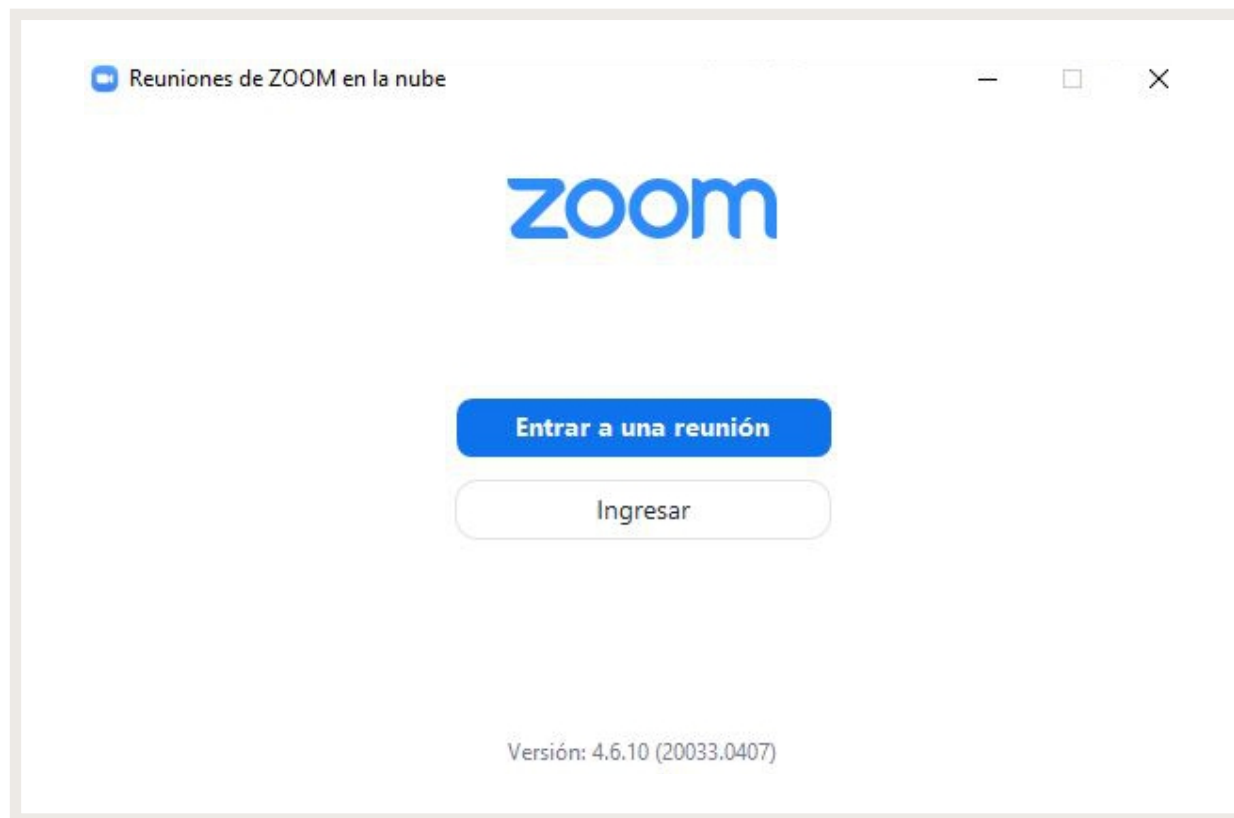 Reuniones de ZOOM en la nube
zoom
Entrar a una reunión
Ingresar
Versión: 4.6.10 (20033.0407)